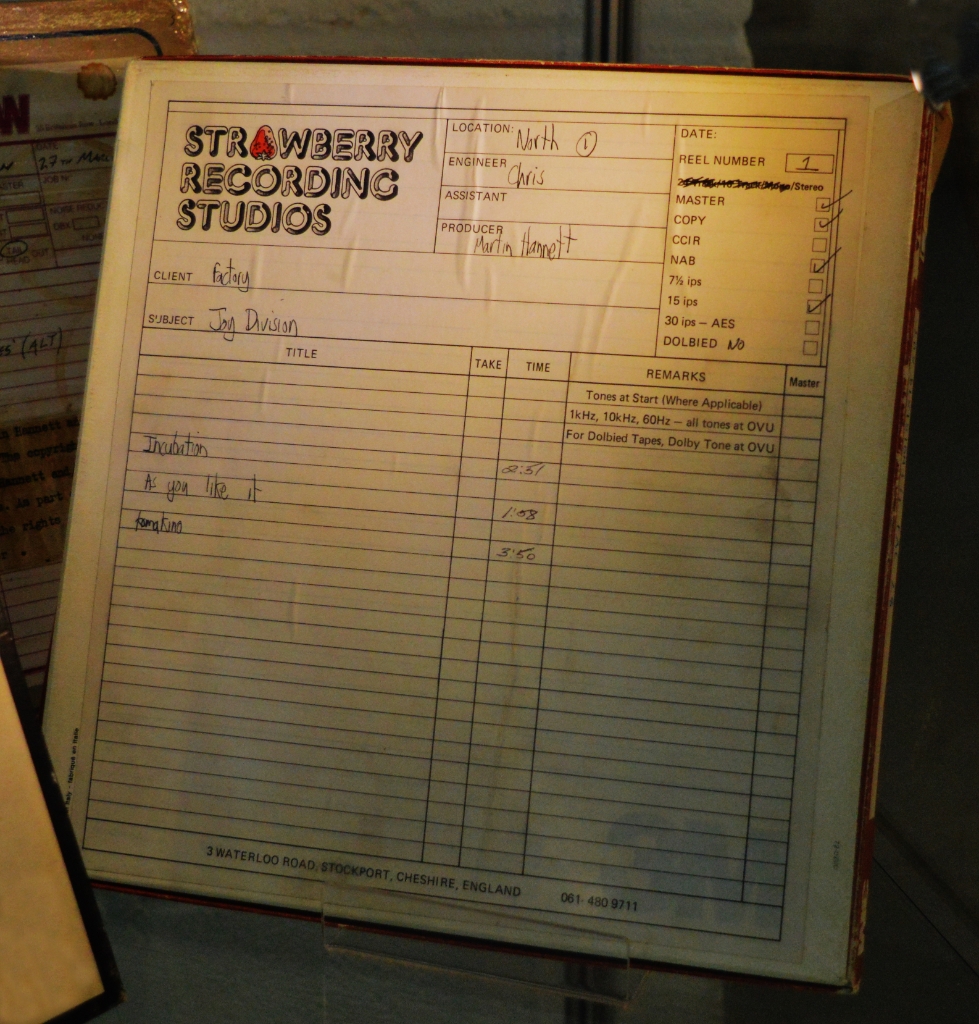 STRAWBERRY
RECORDING
STUDIOS
LOCATION: North ①
ENGINEER Chris
ASSISTANT
PRODUCER Martin Hannett
DATE:
REEL NUMBER 1
/Stereo
MASTER
COPY
CCIR
NAB
7½ ips
15 ips
30 ips — AES
DOLBIED NO
CLIENT Factory
SUBJECT Joy Division
TITLE TAKE TIME REMARKS Master
Tones at Start (Where Applicable)
1kHz, 10kHz, 60Hz — all tones at OVU
For Dolbied Tapes, Dolby Tone at OVU
Incubation
2:51
As you like it
1:58
Komakino
3:50
3 WATERLOO ROAD, STOCKPORT, CHESHIRE, ENGLAND 061-480 9711
27TH
(ALT)